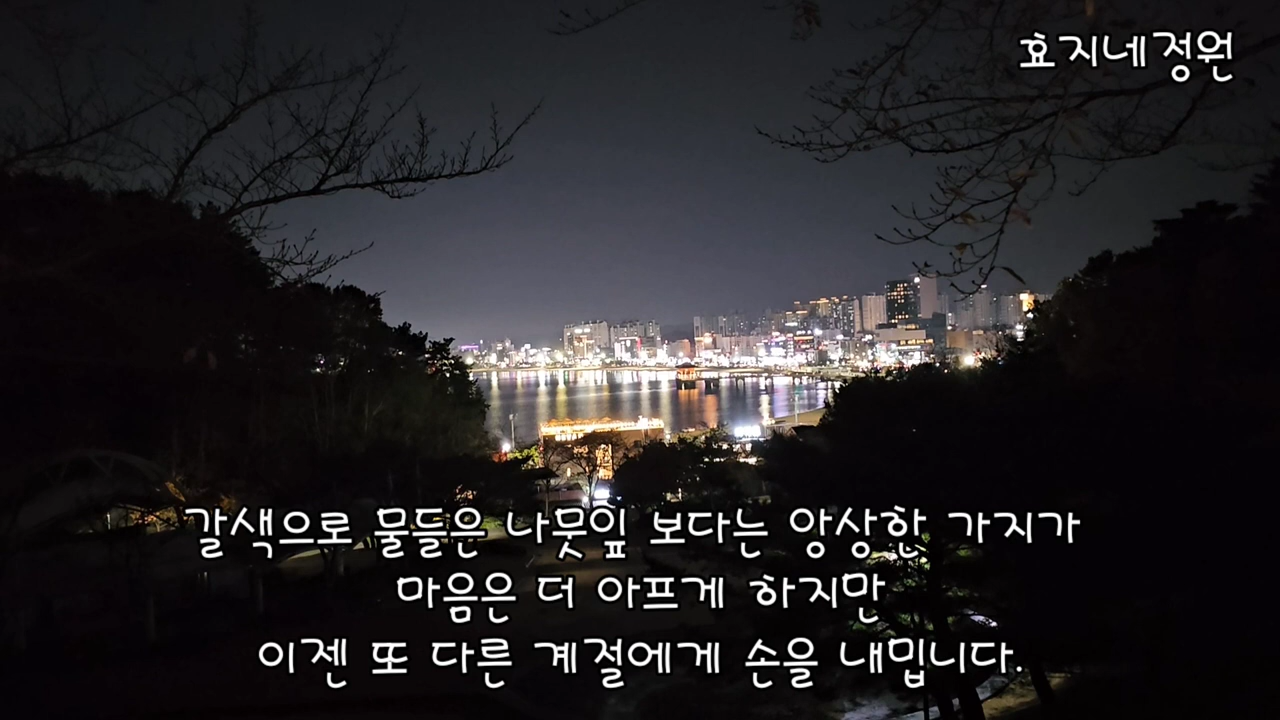 효지네정원
갈색으로 물들은 나뭇잎 보다는 앙상한 가지가
마음은 더 아프게 하지만
이젠 또 다른 계절에게 손을 내밉니다.